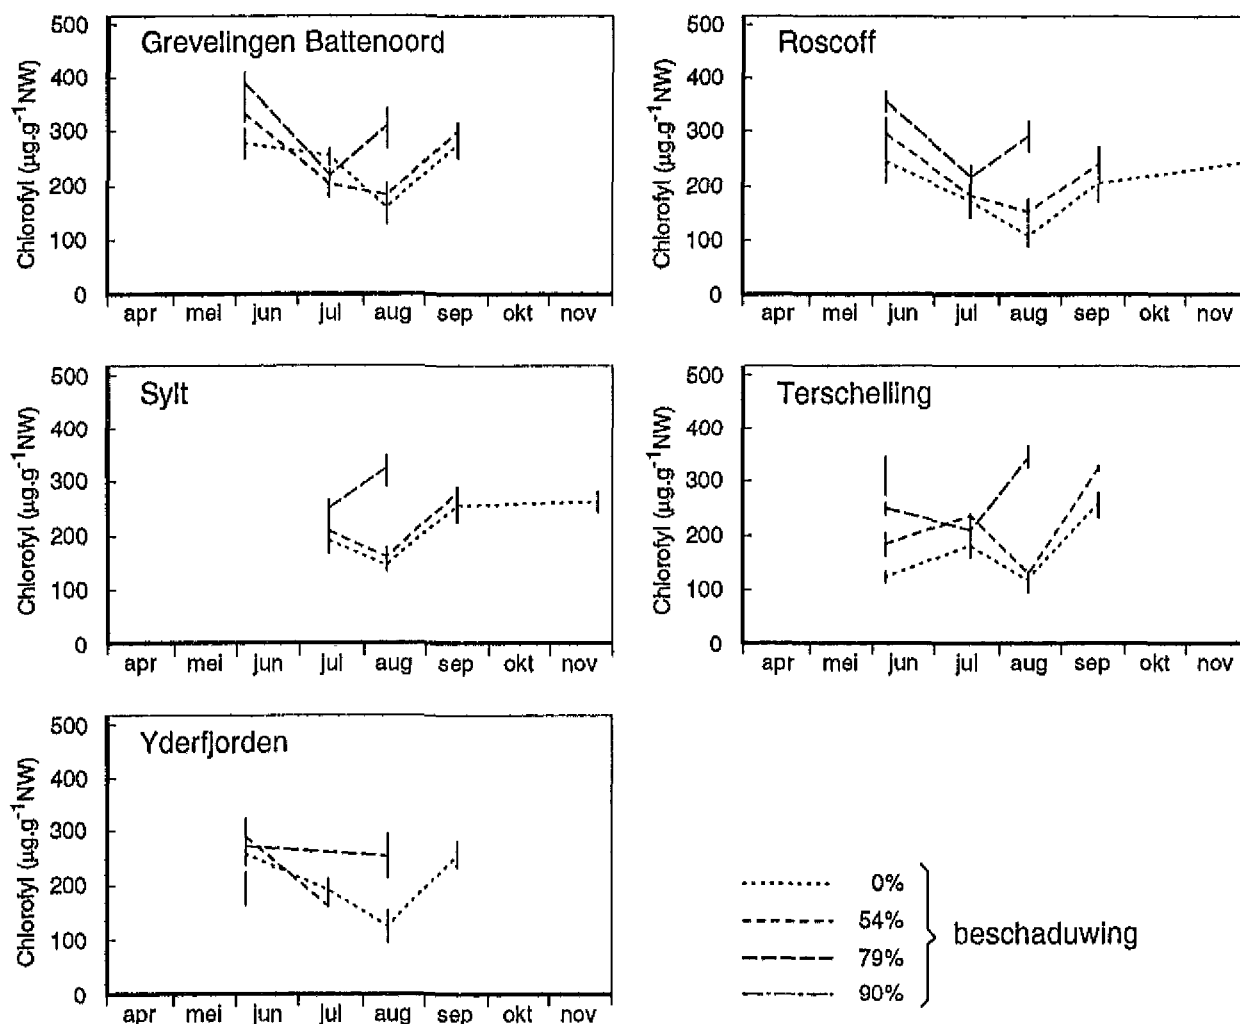 Grevelingen Battenoord
Chlorofyl (µg.g⁻¹NW)
500
400
300
200
100
0
apr mei jun jul aug sep okt nov
Roscoff
Chlorofyl (µg.g⁻¹NW)
500
400
300
200
100
0
apr mei jun jul aug sep okt nov
Sylt
Chlorofyl (µg.g⁻¹NW)
500
400
300
200
100
0
apr mei jun jul aug sep okt nov
Terschelling
Chlorofyl (µg.g⁻¹NW)
500
400
300
200
100
0
apr mei jun jul aug sep okt nov
Yderfjorden
Chlorofyl (µg.g⁻¹NW)
500
400
300
200
100
0
apr mei jun jul aug sep okt nov
0%
54%
79%
90%
beschaduwing